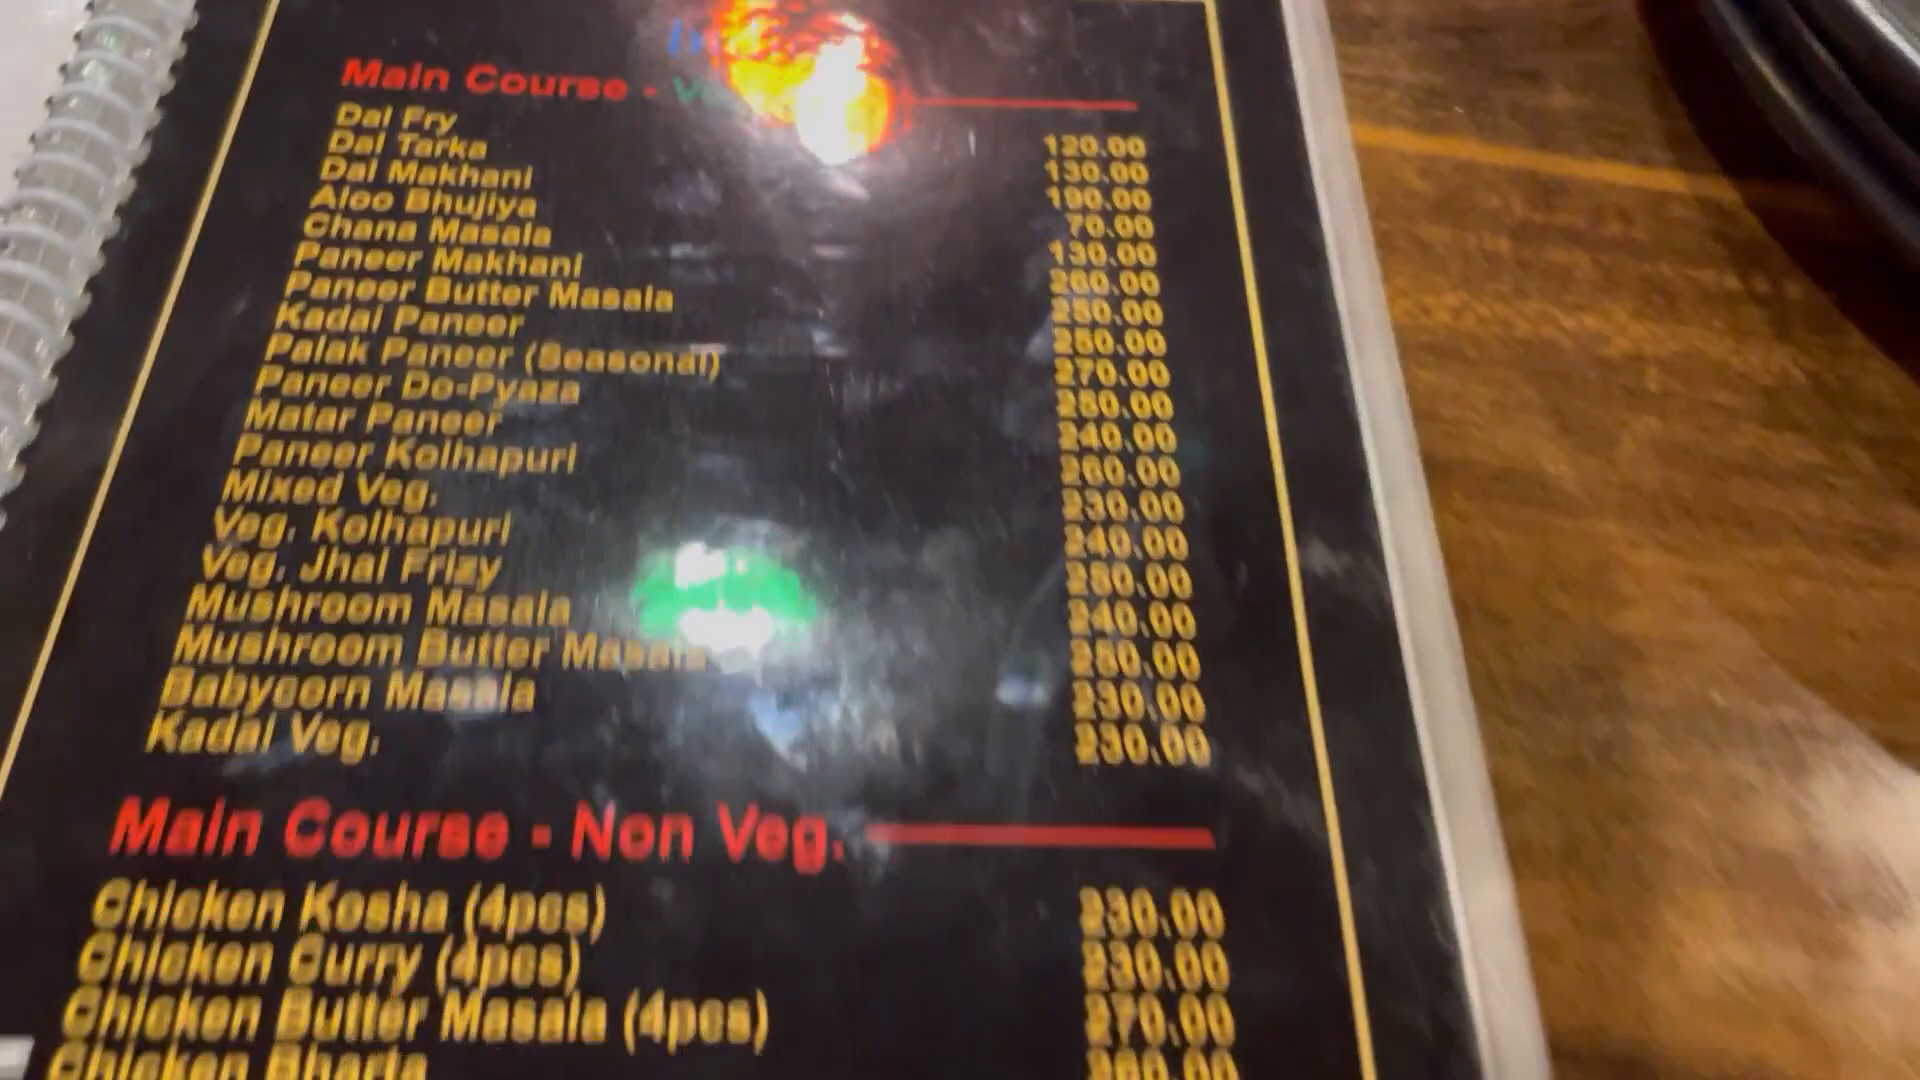 Main Course -
Dal Fry 120.00
Dal Tarka 130.00
Dal Makhani 190.00
Aloo Bhujiya 70.00
Chana Masala 130.00
Paneer Makhani 260.00
Paneer Butter Masala 250.00
Kadai Paneer 250.00
Palak Paneer (Seasonal) 270.00
Paneer Do-Pyaza 250.00
Matar Paneer 240.00
Paneer Kolhapuri 260.00
Mixed Veg. 230.00
Veg. Kolhapuri 240.00
Veg. Jhal Frizy 250.00
Mushroom Masala 240.00
Mushroom Butter Masala 250.00
Babycorn Masala 230.00
Kadai Veg. 230.00
Main Course - Non Veg.
Chicken Kosha (4pcs) 230.00
Chicken Curry (4pcs) 230.00
Chicken Butter Masala (4pcs) 270.00
Chicken Bharta